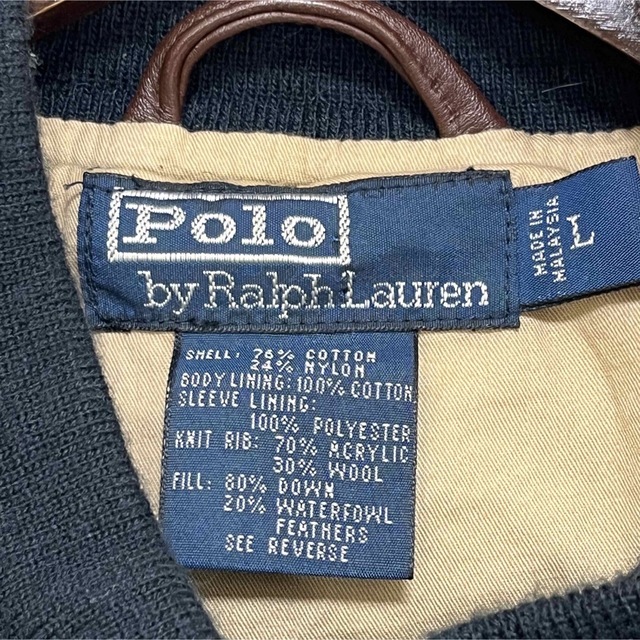 Polo
by Ralph Lauren
MADE IN
MALAYSIA
L
SHELL: 76% COTTON
24% NYLON
BODY LINING: 100% COTTON
SLEEVE LINING:
100% POLYESTER
KNIT RIB: 70% ACRYLIC
30% WOOL
FILL: 80% DOWN
20% WATERFOWL
FEATHERS
SEE REVERSE